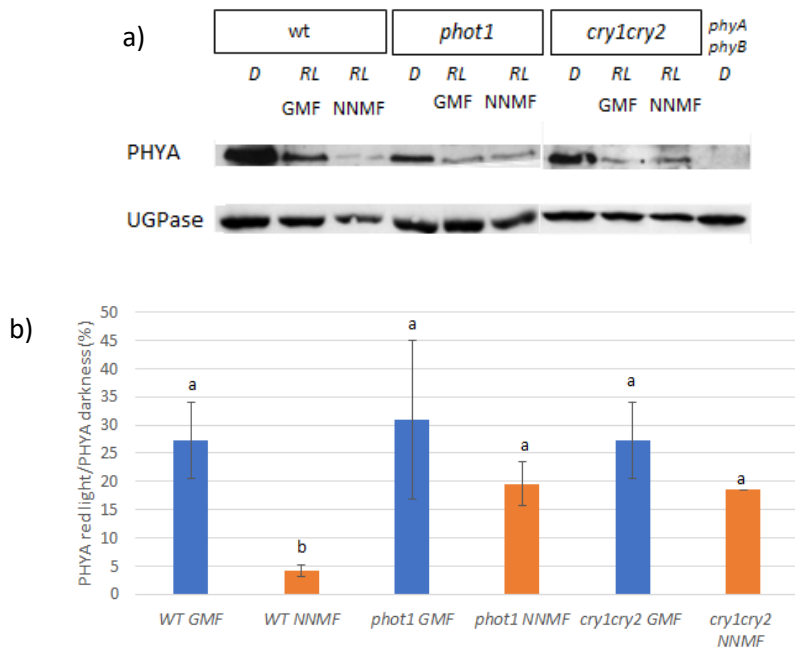 a)
wt phot1 cry1cry2 phyA
phyB
D RL RL D RL RL D RL RL D
GMF NNMF GMF NNMF GMF NNMF
PHYA
UGPase
b)
PHYA red light/PHYA darkness(%)
50
45
40
35
30
25
20
15
10
5
0
a
b
a
a
a
a
WT GMF WT NNMF phot1 GMF phot1 NNMF cry1cry2 GMF cry1cry2
NNMF